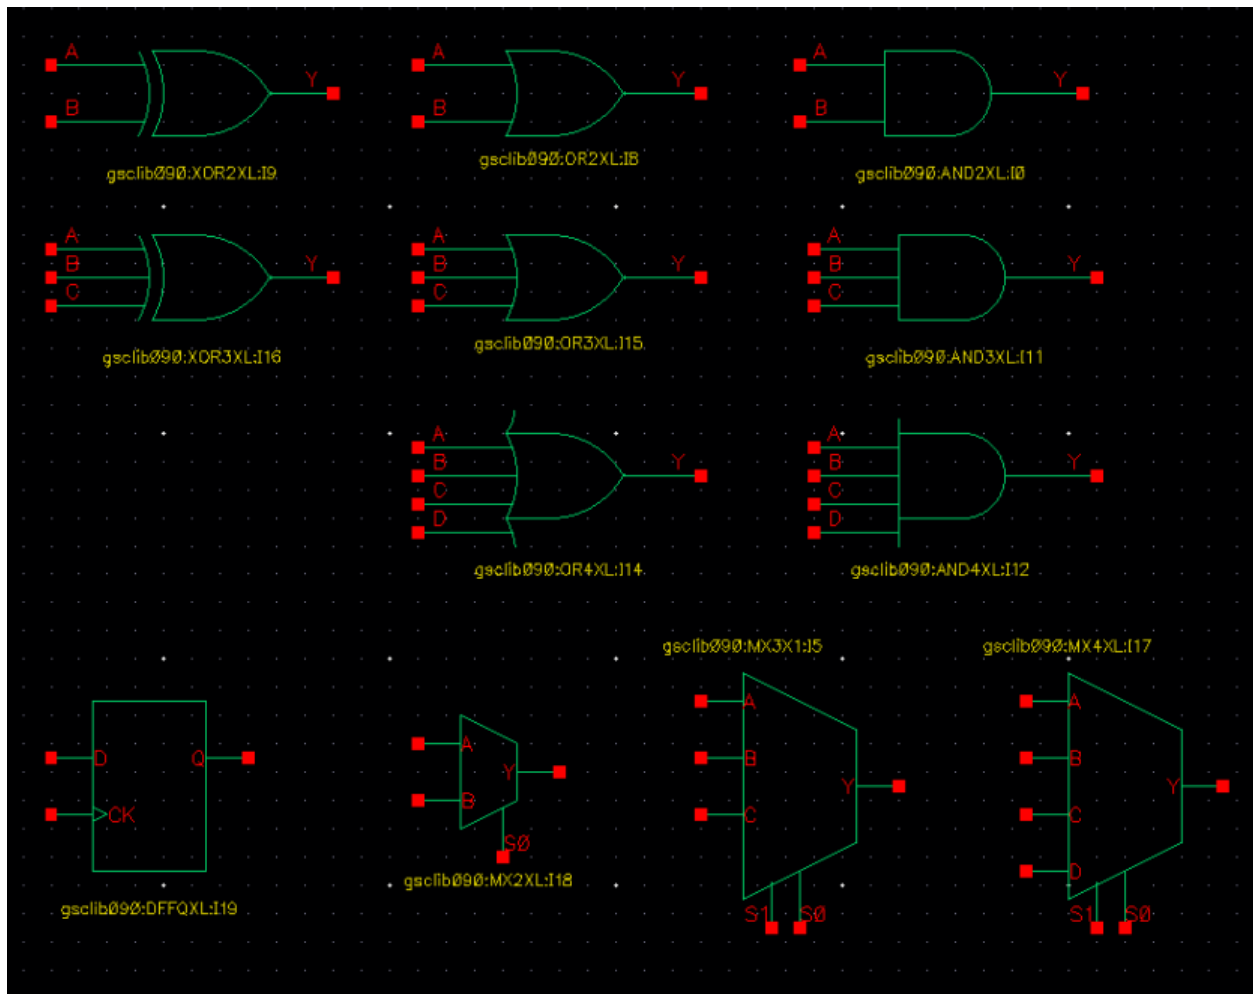 A
Y
B
gsclib090:XOR2XL:I9
A
Y
B
gsclib090:OR2XL:I8
A
Y
B
gsclib090:AND2XL:I0
A
B
Y
C
gsclib090:XOR3XL:I16
A
B
Y
C
gsclib090:OR3XL:I15
A
B
Y
C
gsclib090:AND3XL:I11
A
B
Y
C
D
gsclib090:OR4XL:I14
A
B
Y
C
D
gsclib090:AND4XL:I12
D
Q
CK
gsclib090:DFFQXL:I19
A
Y
B
S0
gsclib090:MX2XL:I18
gsclib090:MX3X1:I5
A
B
Y
C
S1 S0
gsclib090:MX4XL:I17
A
B
Y
C
D
S1 S0